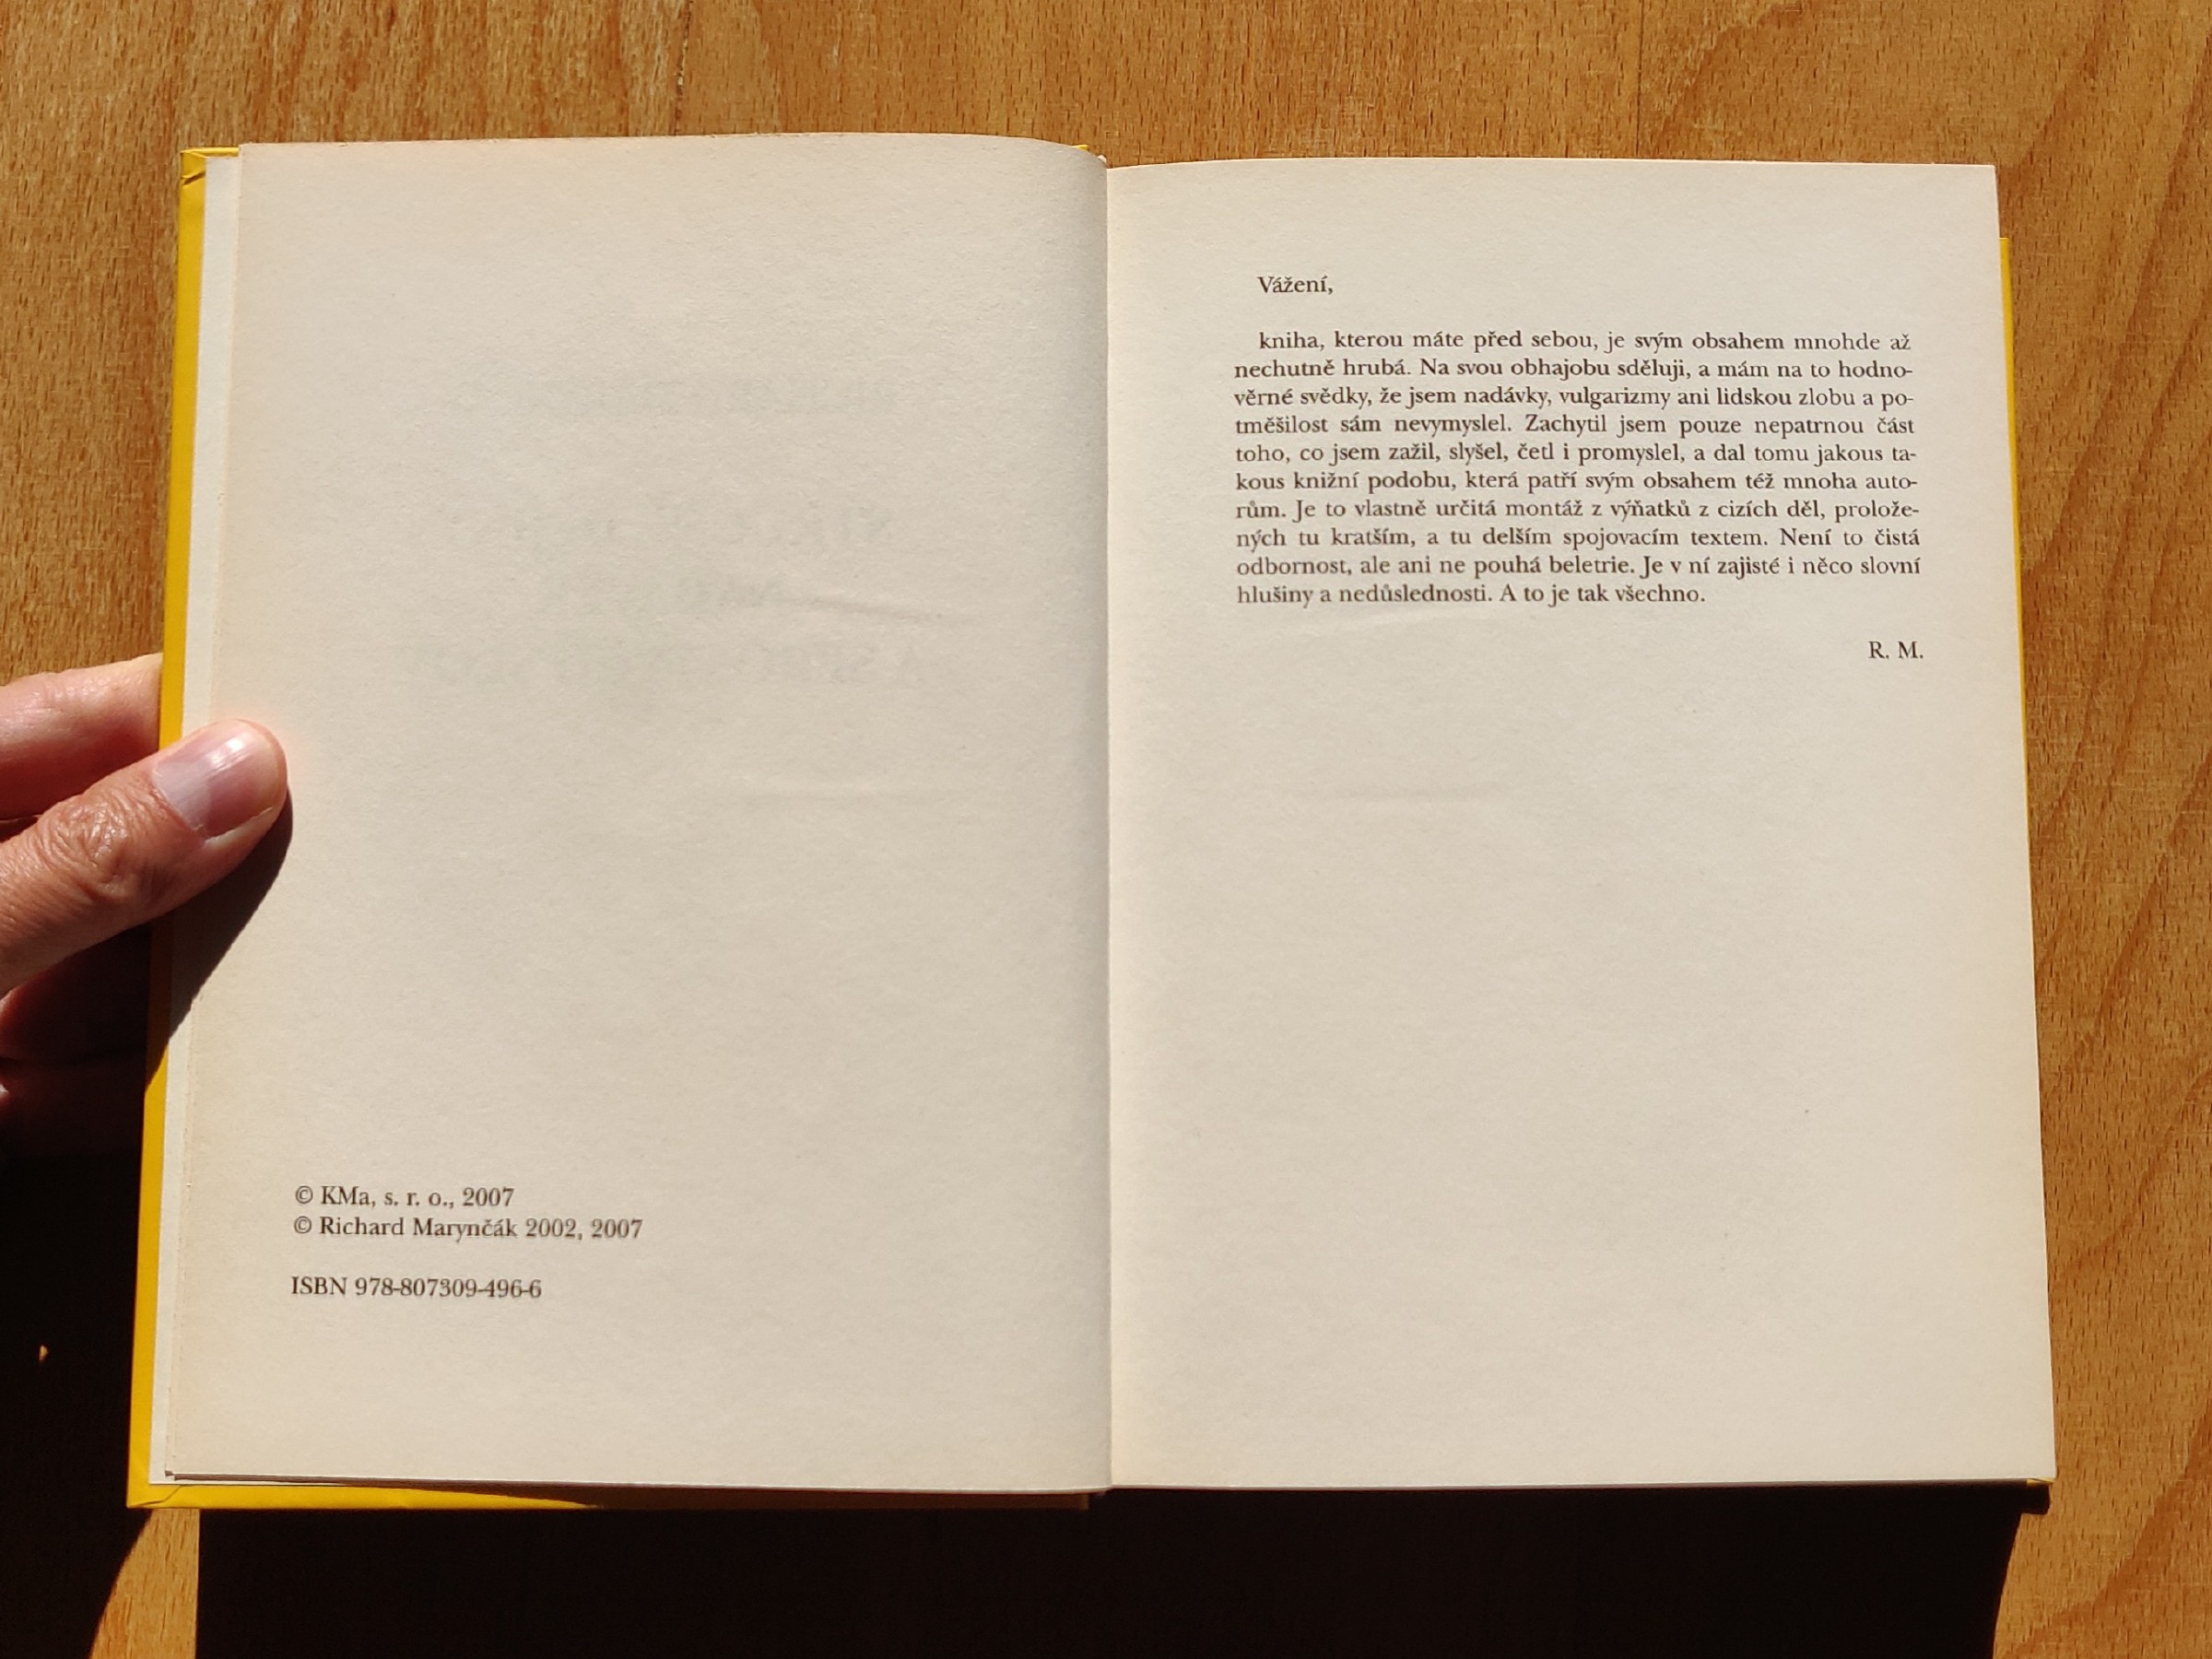 © KMa, s. r. o., 2007
© Richard Marynčák 2002, 2007
ISBN 978-807309-496-6
Vážení,
kniha, kterou máte před sebou, je svým obsahem mnohde až
nechutně hrubá. Na svou obhajobu sděluji, a mám na to hodno-
věrné svědky, že jsem nadávky, vulgarizmy ani lidskou zlobu a po-
tměšilost sám nevymyslel. Zachytil jsem pouze nepatrnou část
toho, co jsem zažil, slyšel, četl i promyslel, a dal tomu jakous ta-
kous knižní podobu, která patří svým obsahem též mnoha auto-
rům. Je to vlastně určitá montáž z výňatků z cizích děl, prolože-
ných tu kratším, a tu delším spojovacím textem. Není to čistá
odbornost, ale ani ne pouhá beletrie. Je v ní zajisté i něco slovní
hlušiny a nedůslednosti. A to je tak všechno.
R. M.